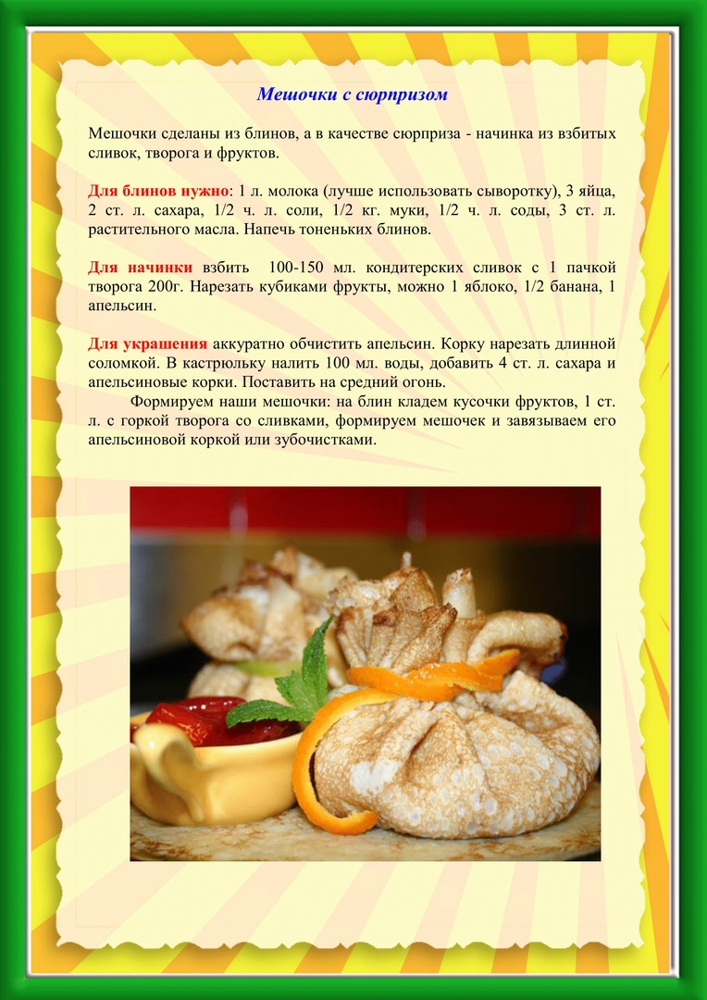 Мешочки с сюрпризом
Мешочки сделаны из блинов, а в качестве сюрприза - начинка из взбитых
сливок, творога и фруктов.
Для блинов нужно: 1 л. молока (лучше использовать сыворотку), 3 яйца,
2 ст. л. сахара, 1/2 ч. л. соли, 1/2 кг. муки, 1/2 ч. л. соды, 3 ст. л.
растительного масла. Напечь тоненьких блинов.
Для начинки взбить 100-150 мл. кондитерских сливок с 1 пачкой
творога 200г. Нарезать кубиками фрукты, можно 1 яблоко, 1/2 банана, 1
апельсин.
Для украшения аккуратно обчистить апельсин. Корку нарезать длинной
соломкой. В кастрюльку налить 100 мл. воды, добавить 4 ст. л. сахара и
апельсиновые корки. Поставить на средний огонь.
Формируем наши мешочки: на блин кладем кусочки фруктов, 1 ст.
л. с горкой творога со сливками, формируем мешочек и завязываем его
апельсиновой коркой или зубочистками.